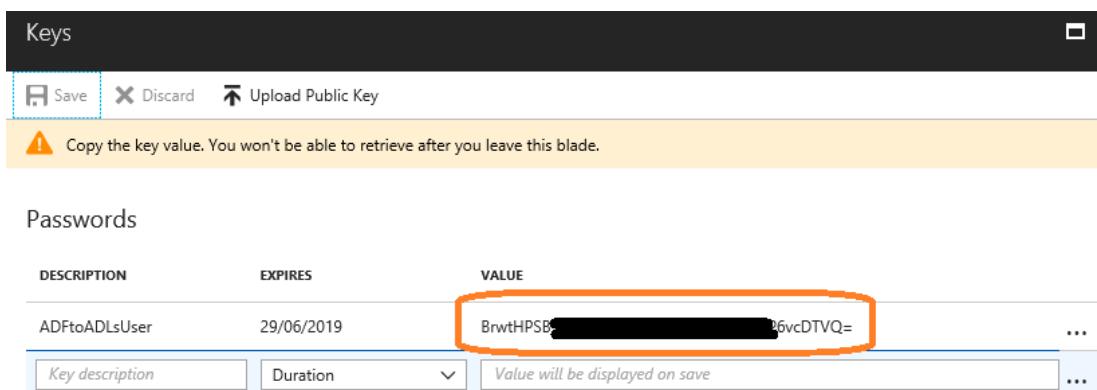 Keys
Save Discard Upload Public Key
Copy the key value. You won't be able to retrieve after you leave this blade.
Passwords
DESCRIPTION EXPIRES VALUE
ADFtoADLsUser 29/06/2019 BrwtHPSB 26vcDTVQ= ...
Key description Duration Value will be displayed on save ...